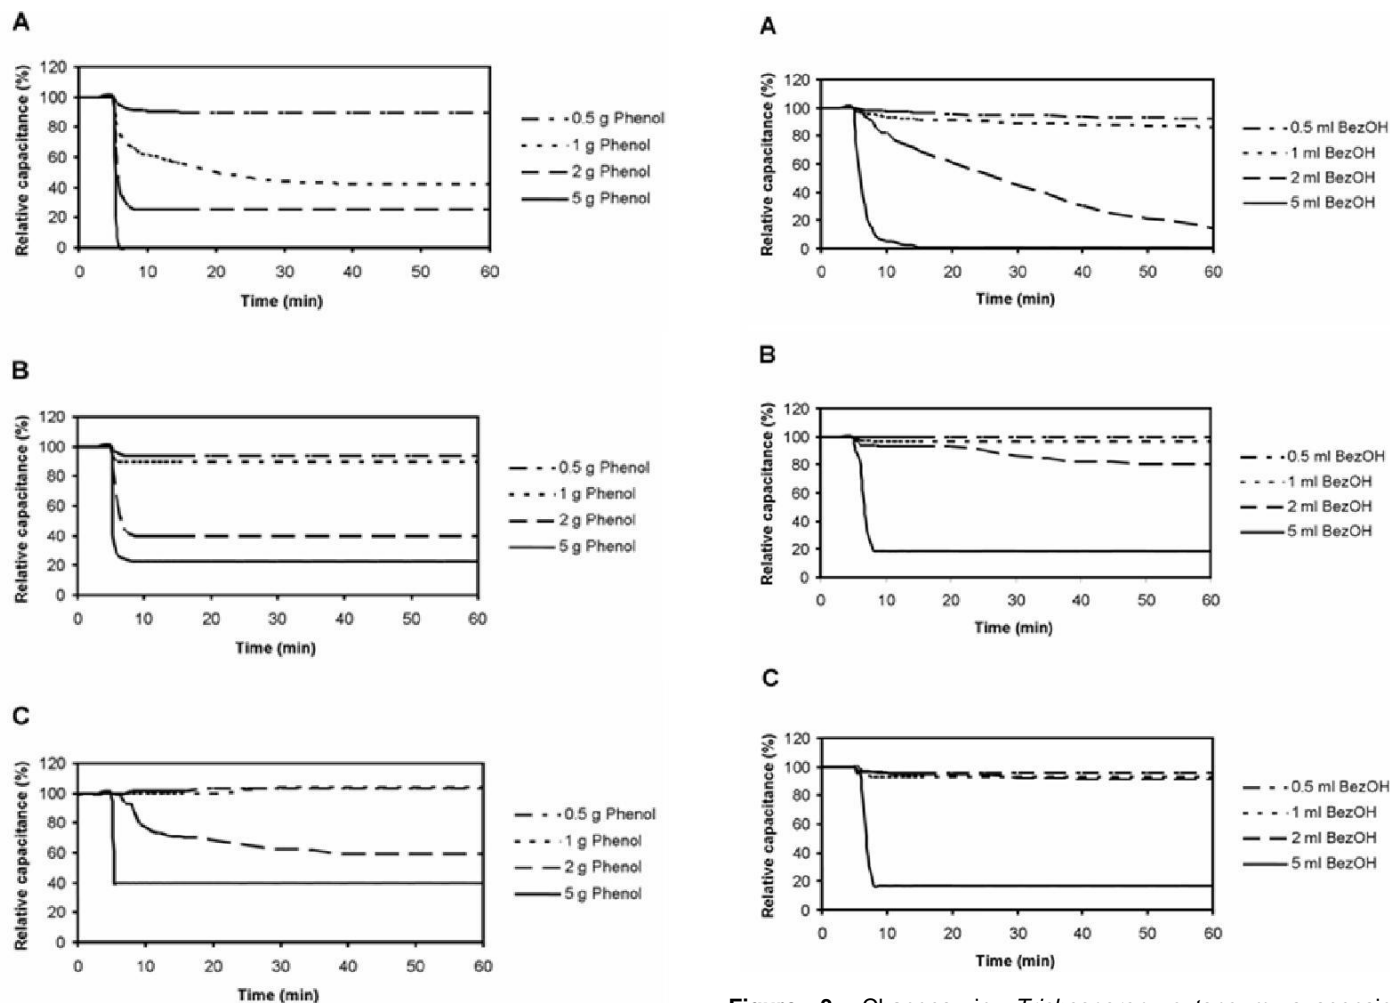 A
Relative capacitance (%)
120
100
80
60
40
20
0
0 10 20 30 40 50 60
Time (min)
0.5 g Phenol
1 g Phenol
2 g Phenol
5 g Phenol
B
Relative capacitance (%)
120
100
80
60
40
20
0
0 10 20 30 40 50 60
Time (min)
0.5 g Phenol
1 g Phenol
2 g Phenol
5 g Phenol
C
Relative capacitance (%)
120
100
80
60
40
20
0
0 10 20 30 40 50 60
Time (min)
0.5 g Phenol
1 g Phenol
2 g Phenol
5 g Phenol
A
Relative capacitance (%)
120
100
80
60
40
20
0
0 10 20 30 40 50 60
Time (min)
0.5 ml BezOH
1 ml BezOH
2 ml BezOH
5 ml BezOH
B
Relative capacitance (%)
120
100
80
60
40
20
0
0 10 20 30 40 50 60
Time (min)
0.5 ml BezOH
1 ml BezOH
2 ml BezOH
5 ml BezOH
C
Relative capacitance (%)
120
100
80
60
40
20
0
0 10 20 30 40 50 60
Time (min)
0.5 ml BezOH
1 ml BezOH
2 ml BezOH
5 ml BezOH